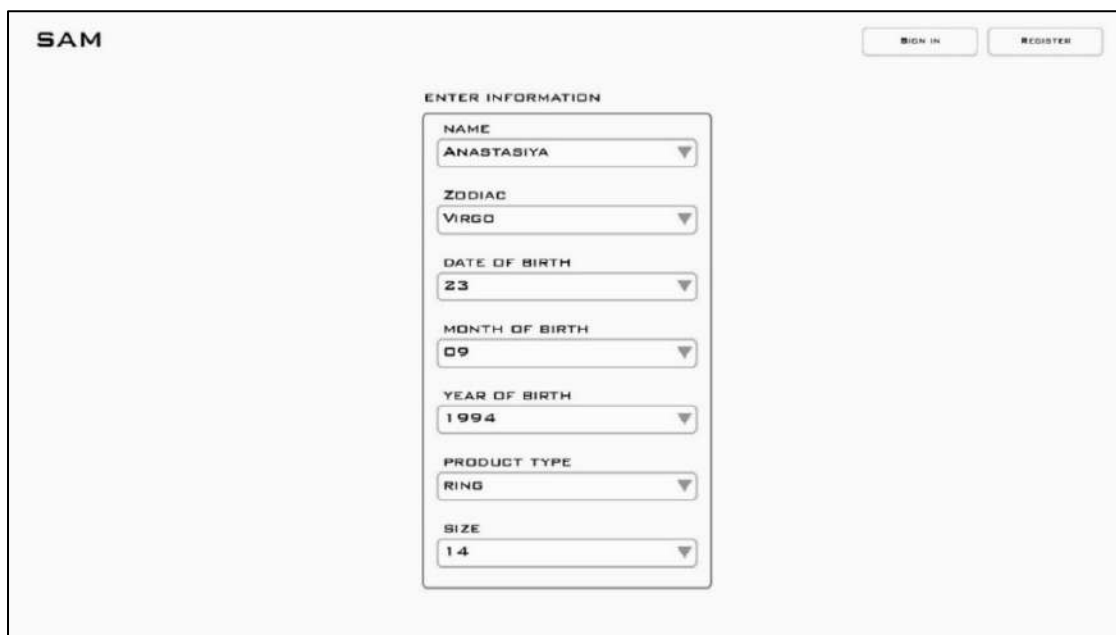 SAM
SIGN IN
REGISTER
ENTER INFORMATION
NAME
ANASTASIYA
ZODIAC
VIRGO
DATE OF BIRTH
23
MONTH OF BIRTH
09
YEAR OF BIRTH
1994
PRODUCT TYPE
RING
SIZE
14